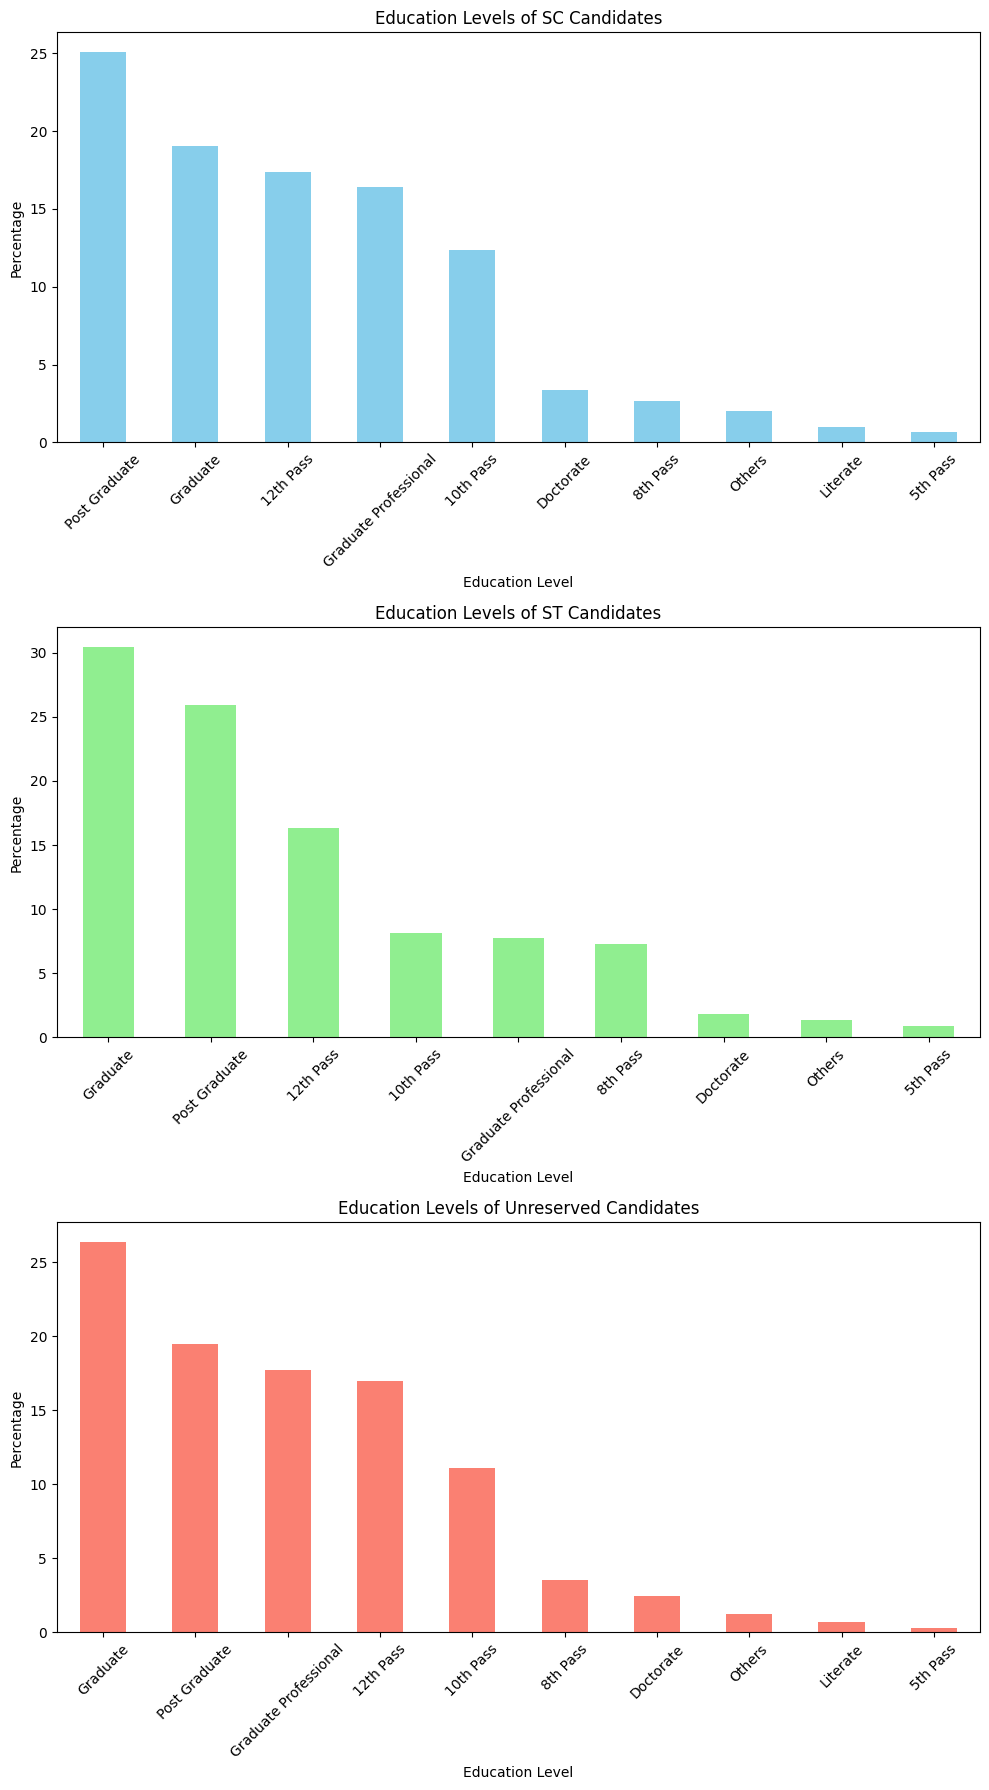 Education Levels of SC Candidates
25
20
15
10
5
0
Percentage
Post Graduate
Graduate
12th Pass
Graduate Professional
10th Pass
Doctorate
8th Pass
Others
Literate
5th Pass
Education Level
Education Levels of ST Candidates
30
25
20
15
10
5
0
Percentage
Graduate
Post Graduate
12th Pass
10th Pass
Graduate Professional
8th Pass
Doctorate
Others
5th Pass
Education Level
Education Levels of Unreserved Candidates
25
20
15
10
5
0
Percentage
Graduate
Post Graduate
Graduate Professional
12th Pass
10th Pass
8th Pass
Doctorate
Others
Literate
5th Pass
Education Level